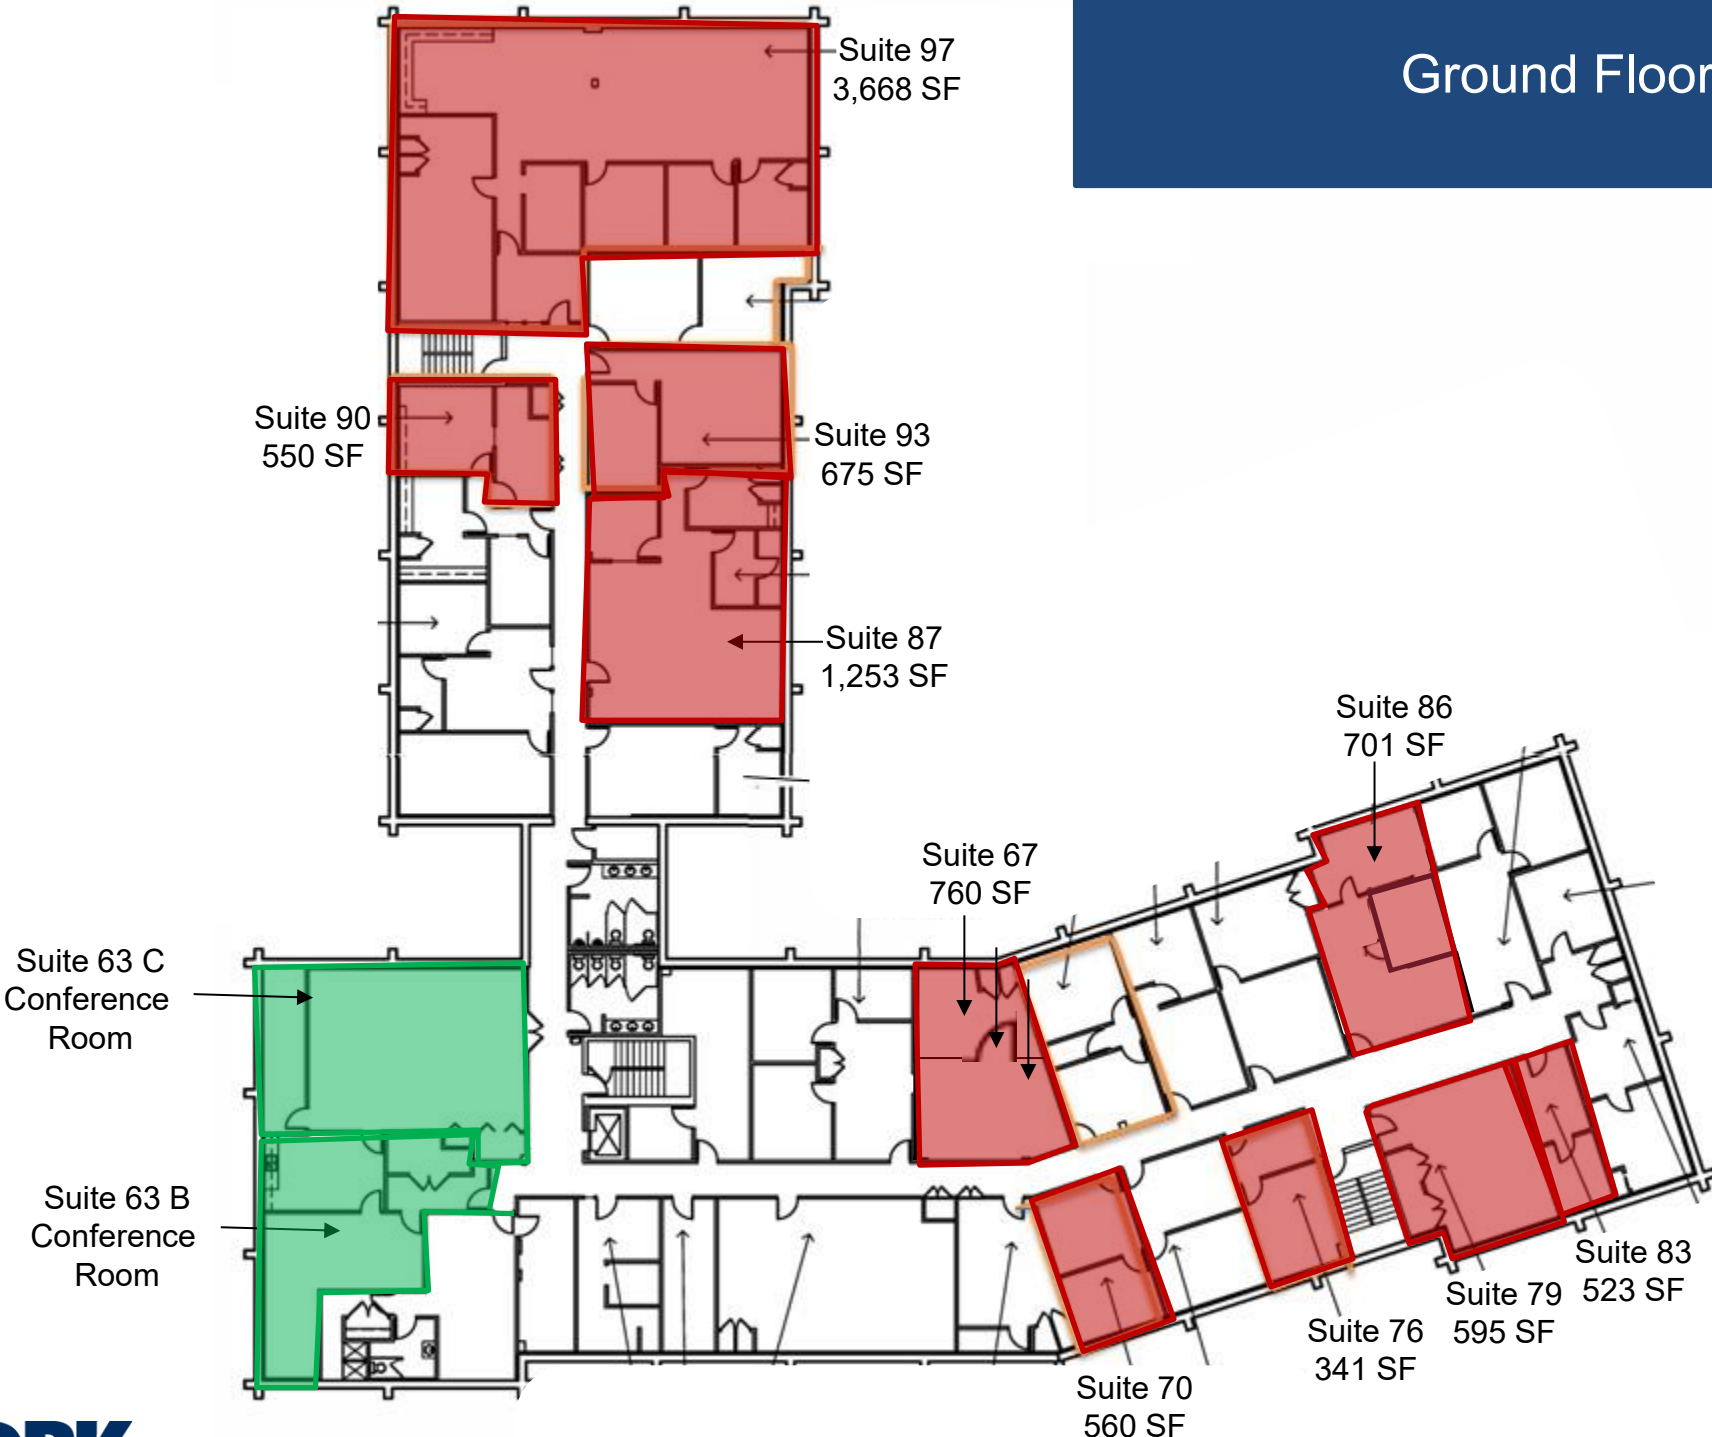 Ground Floor
Suite 97
3,668 SF
Suite 90
550 SF
Suite 93
675 SF
Suite 87
1,253 SF
Suite 86
701 SF
Suite 67
760 SF
Suite 63 C
Conference
Room
Suite 63 B
Conference
Room
Suite 83
523 SF
Suite 79
595 SF
Suite 76
341 SF
Suite 70
560 SF